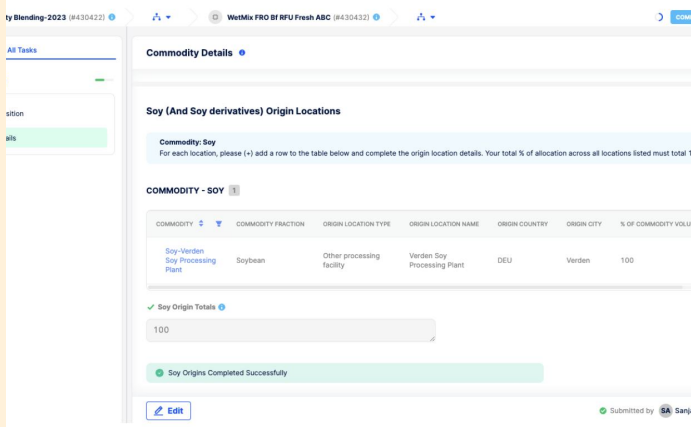 ty Blending-2023 (#430422)
WetMix FRO Bf RFU Fresh ABC (#430432)
COM
All Tasks
Commodity Details
sition
ails
Soy (And Soy derivatives) Origin Locations
Commodity: Soy
For each location, please (+) add a row to the table below and complete the origin location details. Your total % of allocation across all locations listed must total 1
COMMODITY - SOY 1
COMMODITY COMMODITY FRACTION ORIGIN LOCATION TYPE ORIGIN LOCATION NAME ORIGIN COUNTRY ORIGIN CITY % OF COMMODITY VOLU
Soy-Verden Soy Processing Plant Soybean Other processing facility Verden Soy Processing Plant DEU Verden 100
Soy Origin Totals
100
Soy Origins Completed Successfully
Edit
Submitted by SA Sanja